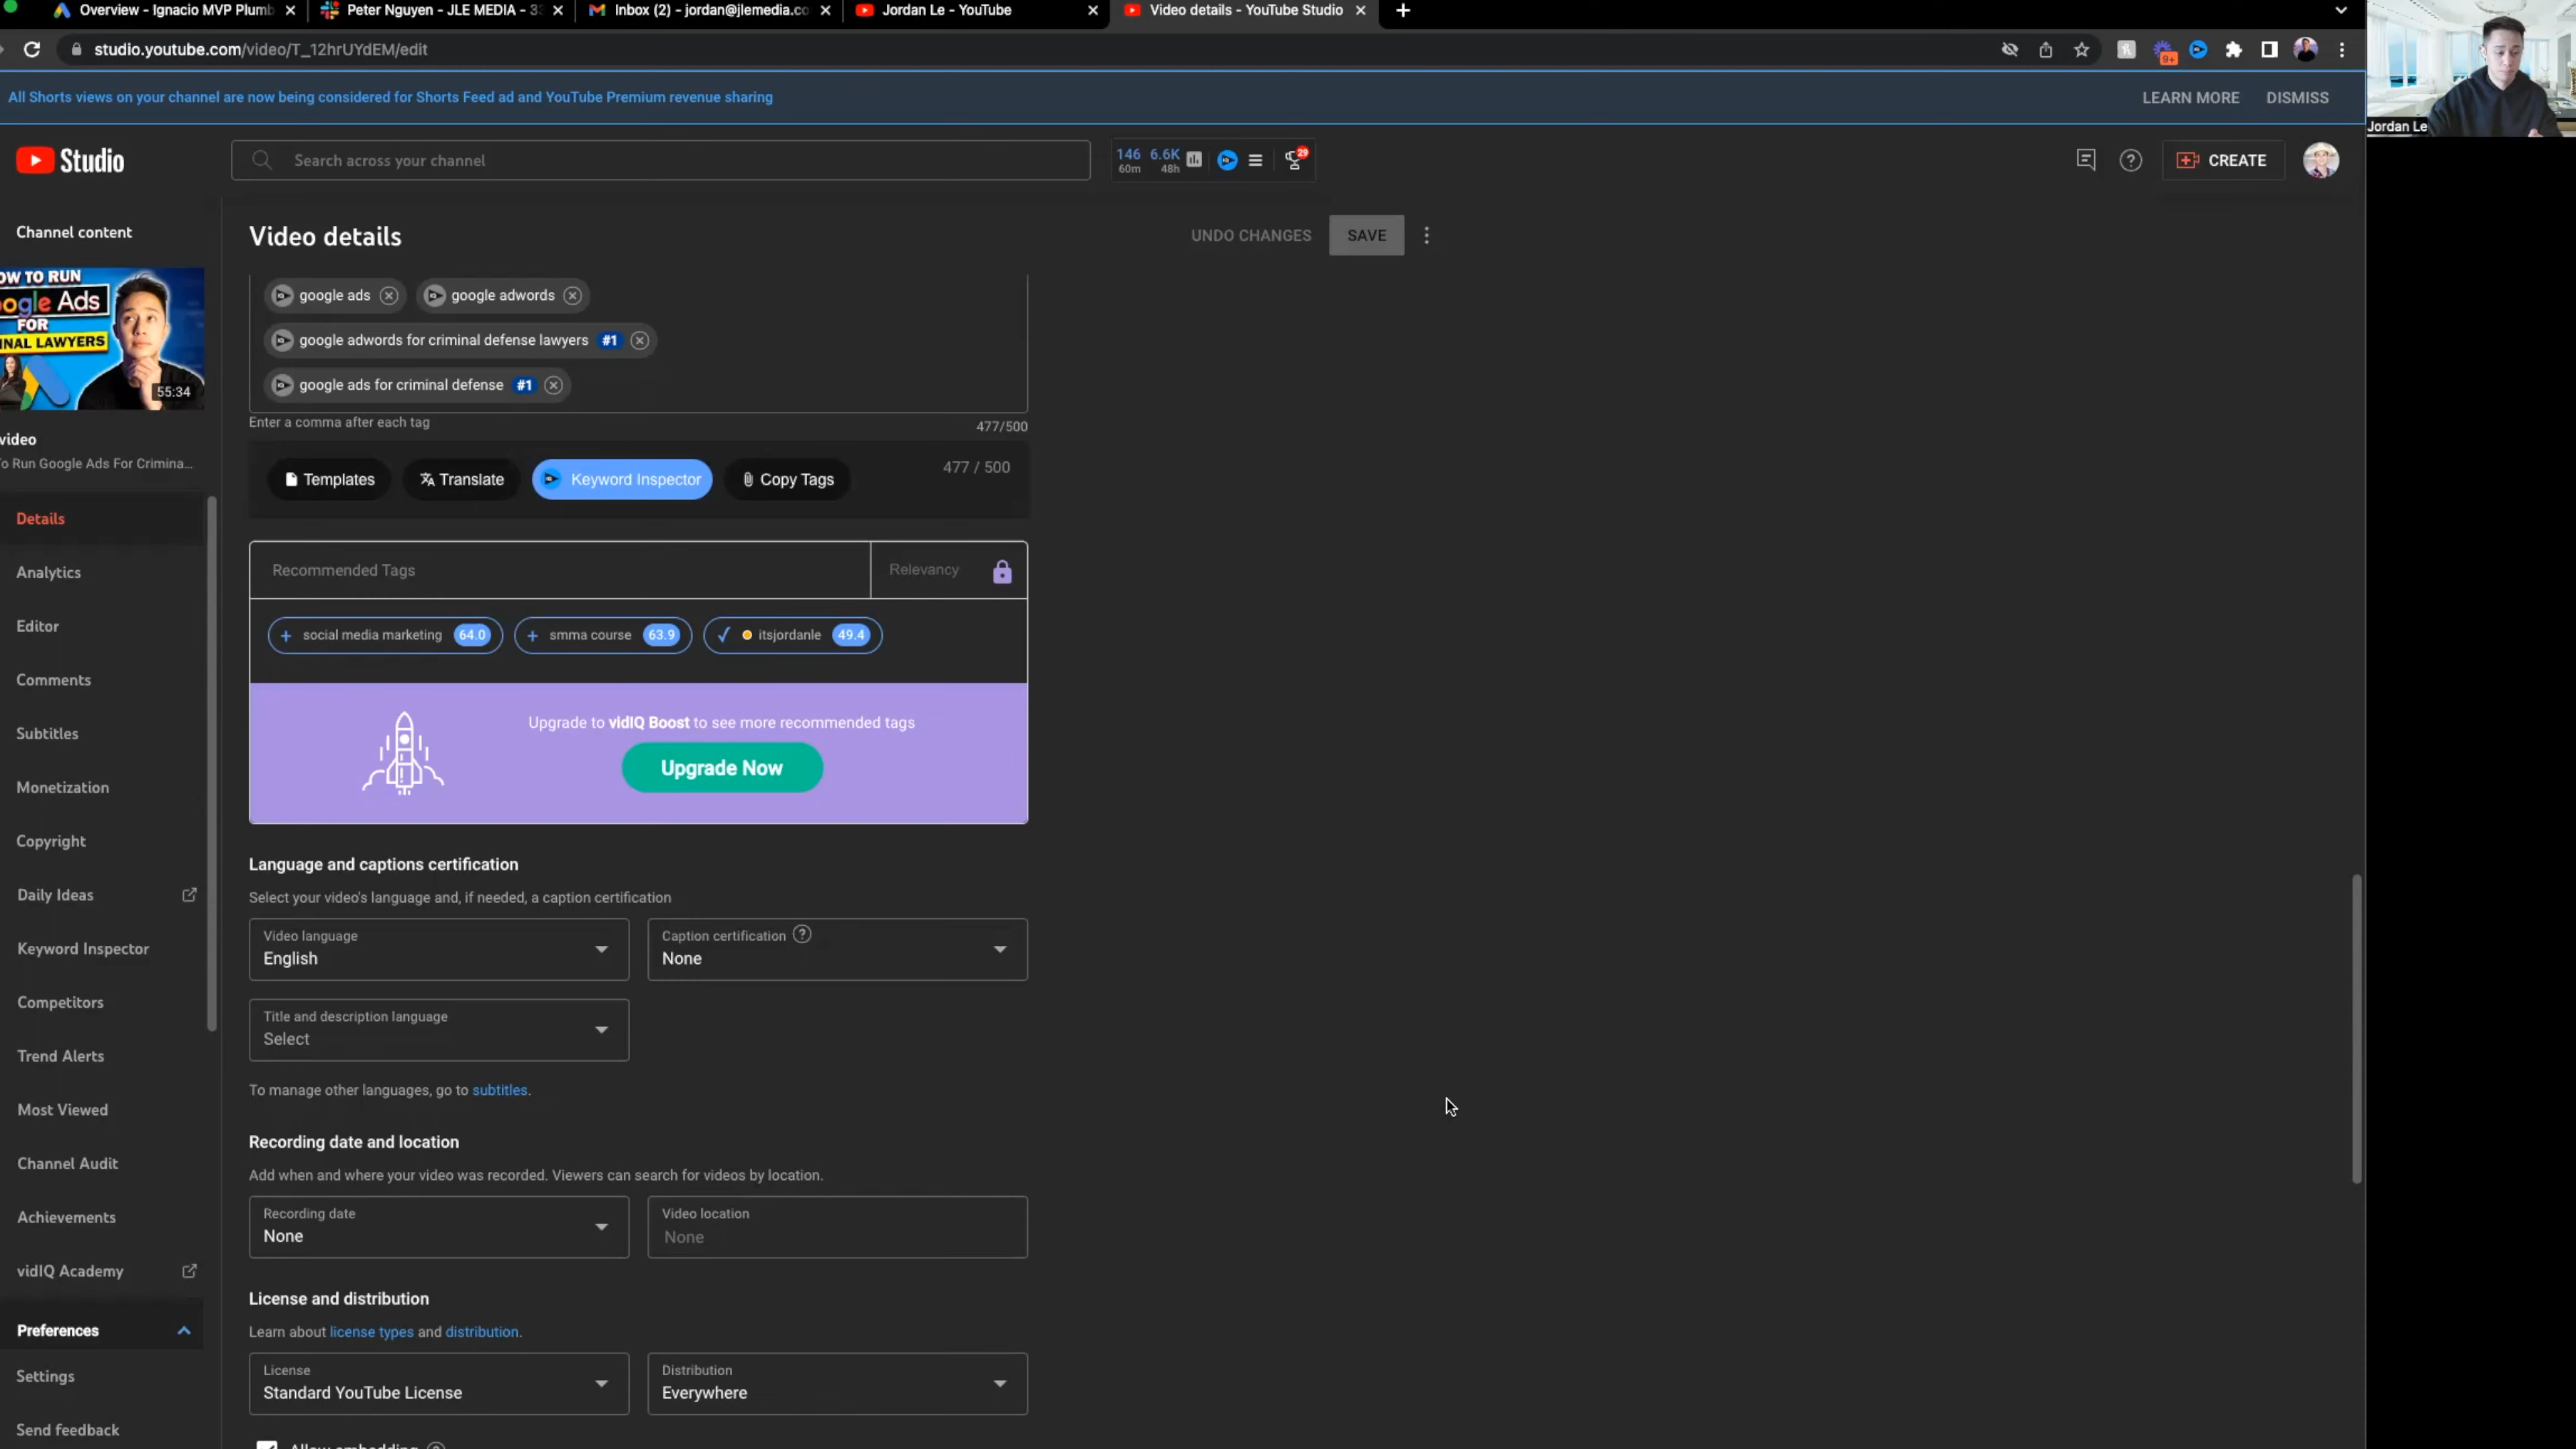 Overview - Ignacio MVP Plumb
Peter Nguyen - JLE MEDIA - 33
Inbox (2) - jordan@jlemedia.co
Jordan Le - YouTube
Video details - YouTube Studio
studio.youtube.com/video/T_12hrUYdEM/edit
9+
Jordan Le
All Shorts views on your channel are now being considered for Shorts Feed ad and YouTube Premium revenue sharing
LEARN MORE
DISMISS
Studio
Search across your channel
146
60m
6.6K
48h
29
CREATE
Channel content
OW TO RUN
oogle Ads
FOR
INAL LAWYERS
55:34
video
o Run Google Ads For Crimina...
Details
Analytics
Editor
Comments
Subtitles
Monetization
Copyright
Daily Ideas
Keyword Inspector
Competitors
Trend Alerts
Most Viewed
Channel Audit
Achievements
vidIQ Academy
Preferences
Settings
Send feedback
Video details
UNDO CHANGES
SAVE
google ads
google adwords
google adwords for criminal defense lawyers #1
google ads for criminal defense #1
Enter a comma after each tag
477/500
Templates
Translate
Keyword Inspector
Copy Tags
477 / 500
Recommended Tags
Relevancy
+ social media marketing 64.0
+ smma course 63.9
itsjordanle 49.4
Upgrade to vidIQ Boost to see more recommended tags
Upgrade Now
Language and captions certification
Select your video's language and, if needed, a caption certification
Video language
English
Caption certification
None
Title and description language
Select
To manage other languages, go to subtitles.
Recording date and location
Add when and where your video was recorded. Viewers can search for videos by location.
Recording date
None
Video location
None
License and distribution
Learn about license types and distribution.
License
Standard YouTube License
Distribution
Everywhere
Allow embedding